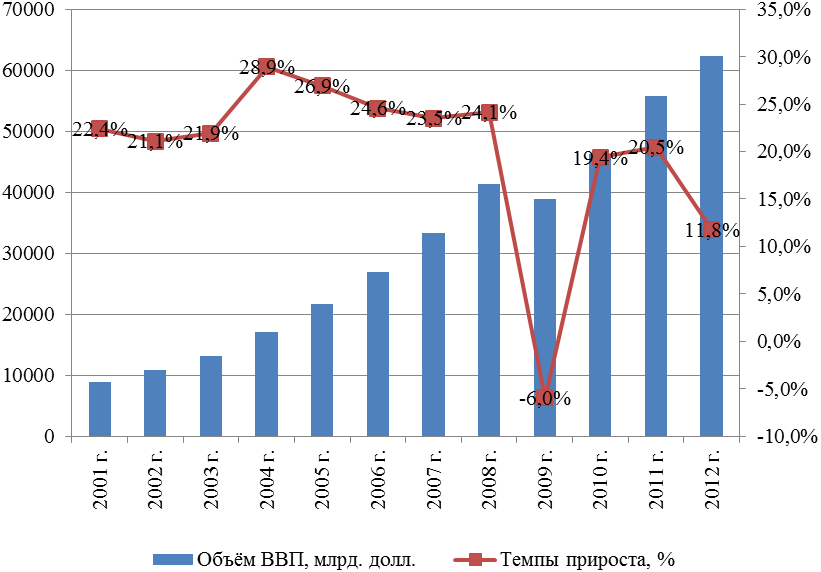 70000
60000
50000
40000
30000
20000
10000
0
35,0%
30,0%
25,0%
20,0%
15,0%
10,0%
5,0%
0,0%
-5,0%
-10,0%
22,4%
21,1%
21,9%
28,9%
26,9%
24,6%
23,5%
24,1%
-6,0%
19,4%
20,5%
11,8%
2001 г.
2002 г.
2003 г.
2004 г.
2005 г.
2006 г.
2007 г.
2008 г.
2009 г.
2010 г.
2011 г.
2012 г.
Объём ВВП, млрд. долл.
Темпы прироста, %